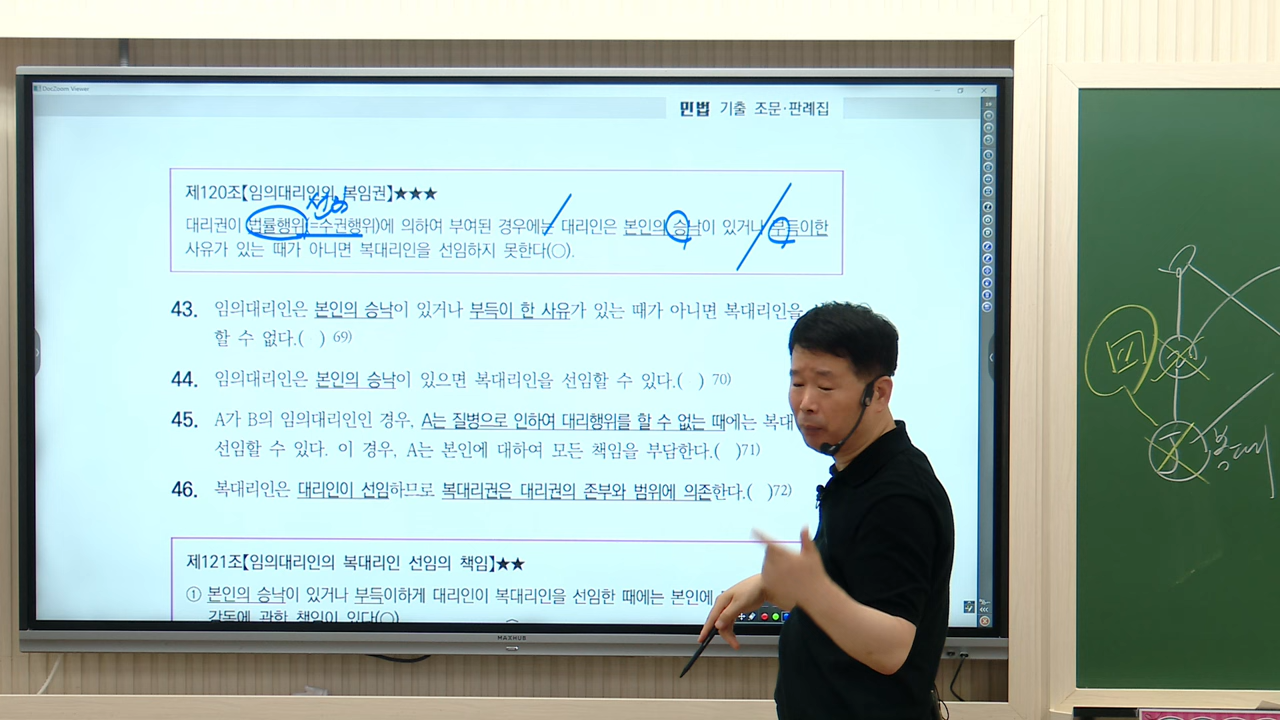 DocZoom Viewer
민법 기출 조문·판례집
제120조【임의대리인의 복임권】★★★
대리권이 법률행위(=수권행위)에 의하여 부여된 경우에는 대리인은 본인의 승낙이 있거나 부득이한
사유가 있는 때가 아니면 복대리인을 선임하지 못한다(○).
43. 임의대리인은 본인의 승낙이 있거나 부득이 한 사유가 있는 때가 아니면 복대리인을
할 수 없다.( ) 69)
44. 임의대리인은 본인의 승낙이 있으면 복대리인을 선임할 수 있다.( ) 70)
45. A가 B의 임의대리인인 경우, A는 질병으로 인하여 대리행위를 할 수 없는 때에는 복대
선임할 수 있다. 이 경우, A는 본인에 대하여 모든 책임을 부담한다.( )71)
46. 복대리인은 대리인이 선임하므로 복대리권은 대리권의 존부와 범위에 의존한다.( )72)
제121조【임의대리인의 복대리인 선임의 책임】★★
① 본인의 승낙이 있거나 부득이하게 대리인이 복대리인을 선임한 때에는 본인에
감독에 관한 책임이 있다(○)
MAXHUB
복대